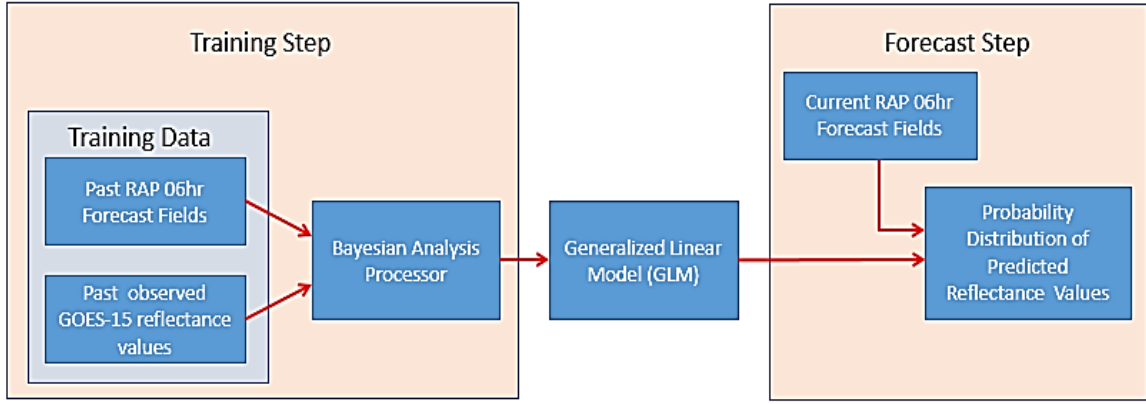 Training Step
Training Data
Past RAP 06hr
Forecast Fields
Past observed
GOES-15 reflectance
values
Bayesian Analysis
Processor
Generalized Linear
Model (GLM)
Forecast Step
Current RAP 06hr
Forecast Fields
Probability
Distribution of
Predicted
Reflectance Values